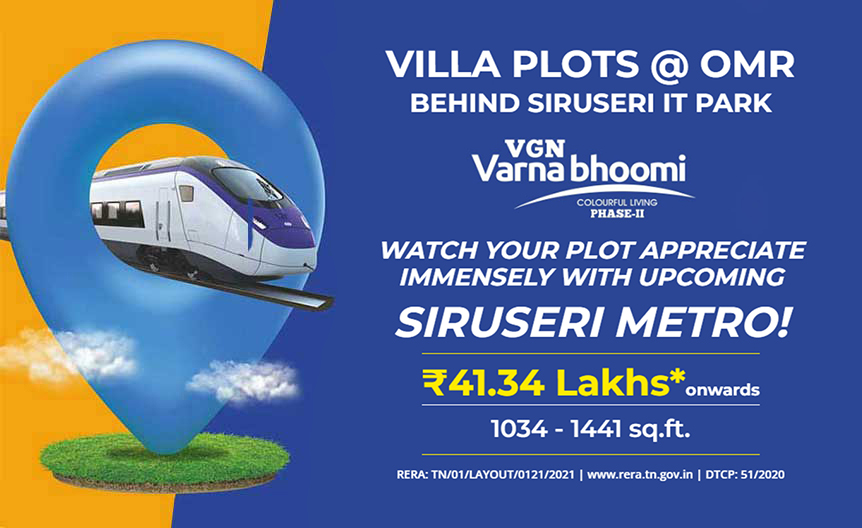 VILLA PLOTS @ OMR
BEHIND SIRUSERI IT PARK
VGN
Varna bhoomi
COLOURFUL LIVING
PHASE-II
WATCH YOUR PLOT APPRECIATE
IMMENSELY WITH UPCOMING
SIRUSERI METRO!
₹41.34 Lakhs* onwards
1034 - 1441 sq.ft.
RERA: TN/01/LAYOUT/0121/2021 | www.rera.tn.gov.in | DTCP: 51/2020